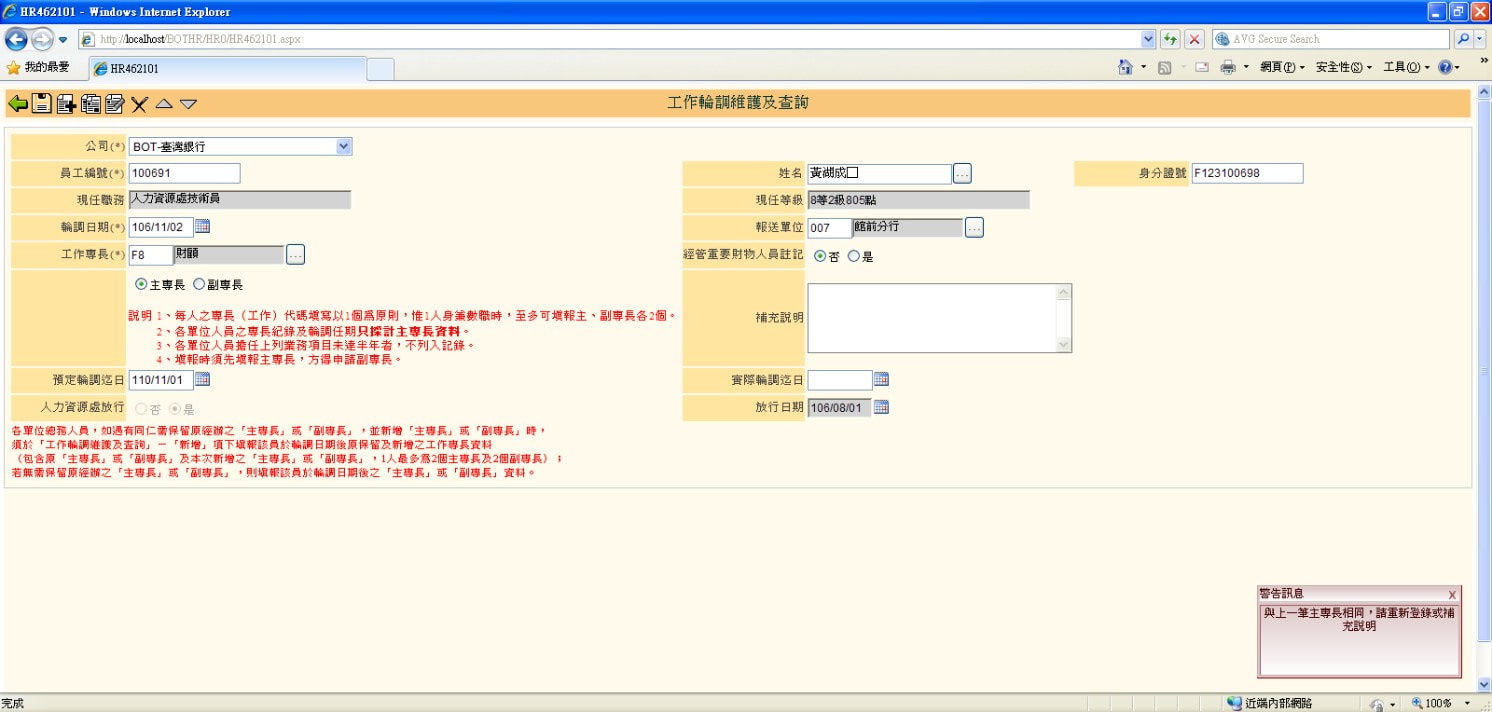 HR462101 - Windows Internet Explorer
http://localhost/BOTHR/HR0/HR462101.aspx
AVG Secure Search
我的最愛
HR462101
網頁(P)
安全性(S)
工具(O)
工作輪調維護及查詢
公司(*)
BOT-臺灣銀行
員工編號(*)
100691
姓名
黃湖成
...
身分證號
F123100698
現任職務
人力資源處技術員
現任等級
8等2級805點
輪調日期(*)
106/11/02
報送單位
007
館前分行
...
工作專長(*)
F8
財顧
...
經管重要財物人員註記
否
是
主專長
副專長
說明 1、每人之專長（工作）代碼填寫以1個為原則，惟1人身兼數職時，至多可填報主、副專長各2個。
2、各單位人員之專長紀錄及輪調任期只採計主專長資料。
3、各單位人員擔任上列業務項目未達半年者，不列入記錄。
4、填報時須先填報主專長，方得申請副專長。
補充說明
預定輪調迄日
110/11/01
實際輪調迄日
人力資源處放行
否
是
放行日期
106/08/01
各單位總務人員，如遇有同仁需保留原經辦之「主專長」或「副專長」，並新增「主專長」或「副專長」時，
須於「工作輪調維護及查詢」－「新增」項下填報該員於輪調日期後原保留及新增之工作專長資料
（包含原「主專長」或「副專長」及本次新增之「主專長」或「副專長」，1人最多為2個主專長及2個副專長）；
若無需保留原經辦之「主專長」或「副專長」，則填報該員於輪調日期後之「主專長」或「副專長」資料。
警告訊息
X
與上一筆主專長相同，請重新登錄或補
充說明
完成
近端內部網路
100%